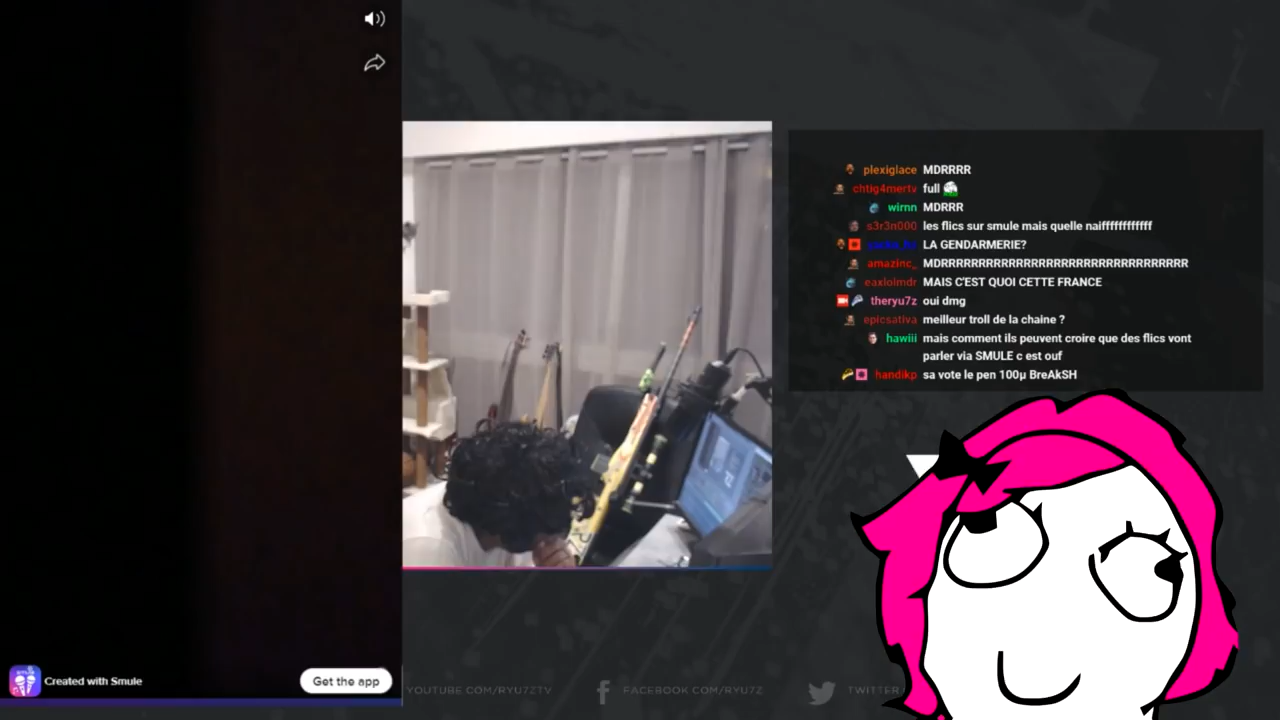 plexiglace MDRRRR
chtig4mertv full
wirnn MDRRR
s3r3n000 les flics sur smule mais quelle naiffffffffffff
LA GENDARMERIE?
amazinc_ MDRRRRRRRRRRRRRRRRRRRRRRRRRRRRRRRRR
eaxlolmdr MAIS C'EST QUOI CETTE FRANCE
theryu7z oui dmg
epicsativa meilleur troll de la chaine ?
hawiii mais comment ils peuvent croire que des flics vont
parler via SMULE c est ouf
handikp sa vote le pen 100µ BreAkSH
Created with Smule
Get the app
YOUTUBE.COM/RYU7ZTV
FACEBOOK.COM/RYU7Z
TWITTER